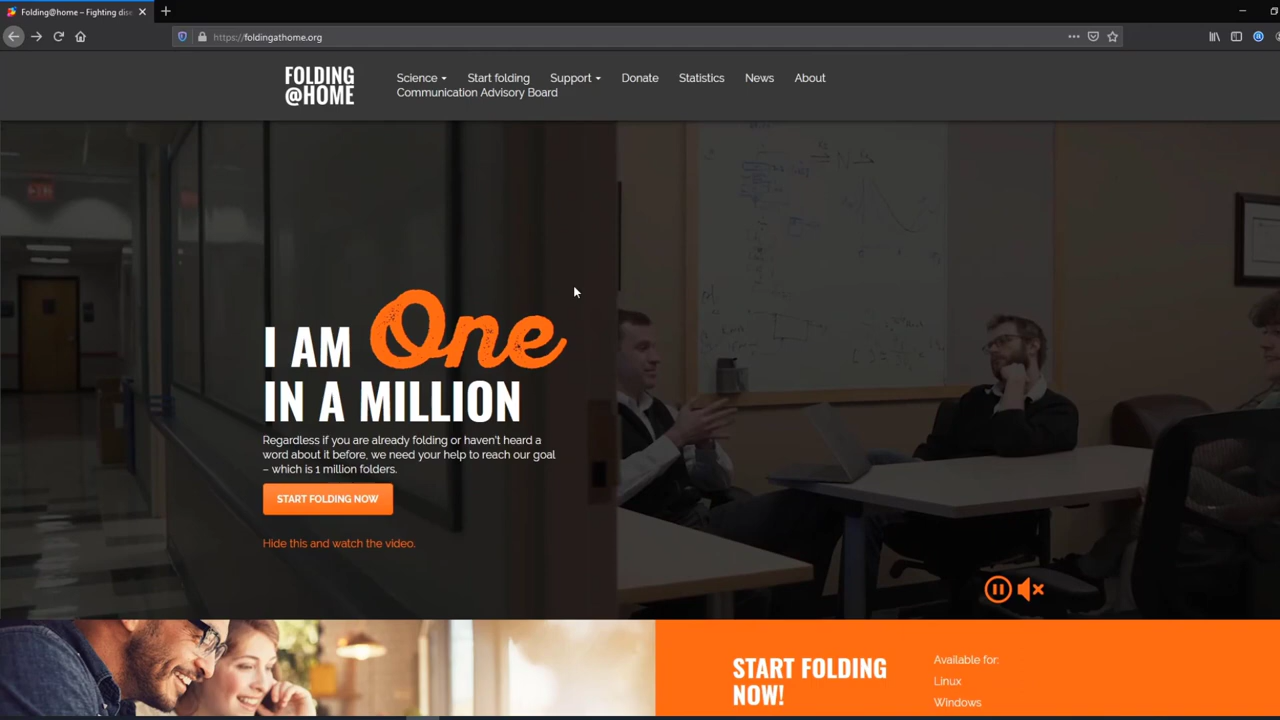 Folding@home – Fighting dise
https://foldingathome.org
FOLDING
@HOME
Science
Start folding
Support
Donate
Statistics
News
About
Communication Advisory Board
I AM One
IN A MILLION
Regardless if you are already folding or haven't heard a
word about it before, we need your help to reach our goal
– which is 1 million folders.
START FOLDING NOW
Hide this and watch the video.
START FOLDING
NOW!
Available for:
Linux
Windows